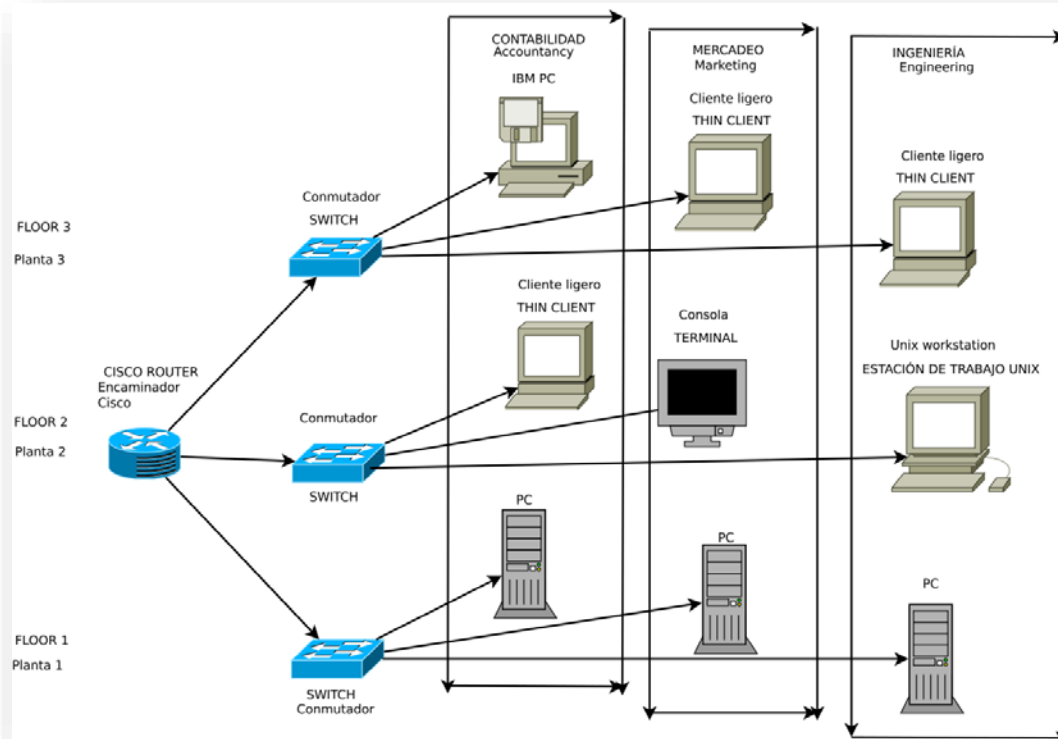 CONTABILIDAD
Accountancy
IBM PC
MERCADEO
Marketing
Cliente ligero
THIN CLIENT
INGENIERÍA
Engineering
Cliente ligero
THIN CLIENT
Conmutador
SWITCH
FLOOR 3
Planta 3
Cliente ligero
THIN CLIENT
Consola
TERMINAL
Unix workstation
ESTACIÓN DE TRABAJO UNIX
CISCO ROUTER
Encaminador
Cisco
FLOOR 2
Planta 2
Conmutador
SWITCH
PC
PC
PC
FLOOR 1
Planta 1
SWITCH
Conmutador